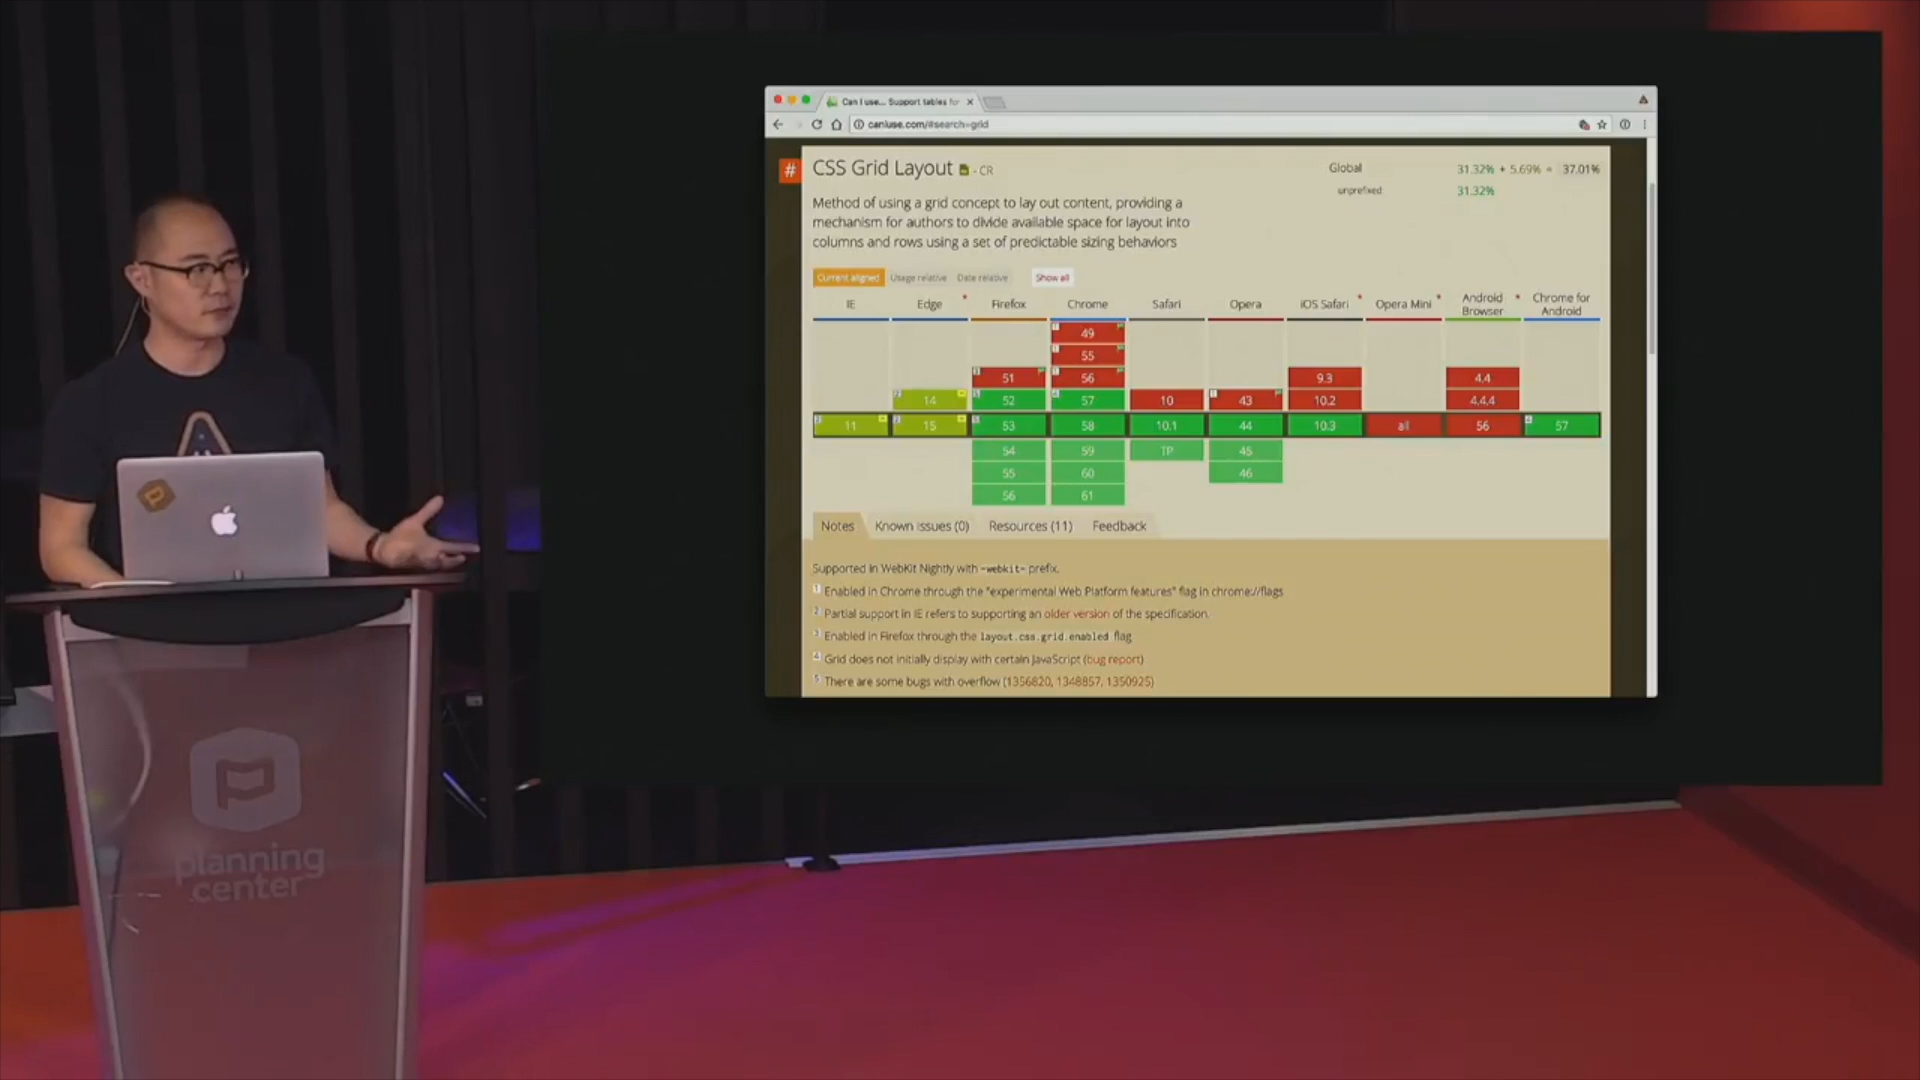 Can I use... Support tables for
caniuse.com/#search=grid
# CSS Grid Layout - CR
Global 31.32% + 5.69% = 37.01%
unprefixed 31.32%
Method of using a grid concept to lay out content, providing a
mechanism for authors to divide available space for layout into
columns and rows using a set of predictable sizing behaviors
Current aligned Usage relative Date relative Show all
IE Edge * Firefox Chrome Safari Opera iOS Safari * Opera Mini * Android Browser * Chrome for Android
49
55
51 56 9.3 4.4
14 52 57 10 43 10.2 4.4.4
11 15 53 58 10.1 44 10.3 all 56 57
54 59 TP 45
55 60 46
56 61
Notes Known issues (0) Resources (11) Feedback
Supported in WebKit Nightly with -webkit- prefix.
1 Enabled in Chrome through the "experimental Web Platform features" flag in chrome://flags
2 Partial support in IE refers to supporting an older version of the specification.
3 Enabled in Firefox through the layout.css.grid.enabled flag
4 Grid does not initially display with certain JavaScript (bug report)
5 There are some bugs with overflow (1356820, 1348857, 1350925)
planning
center